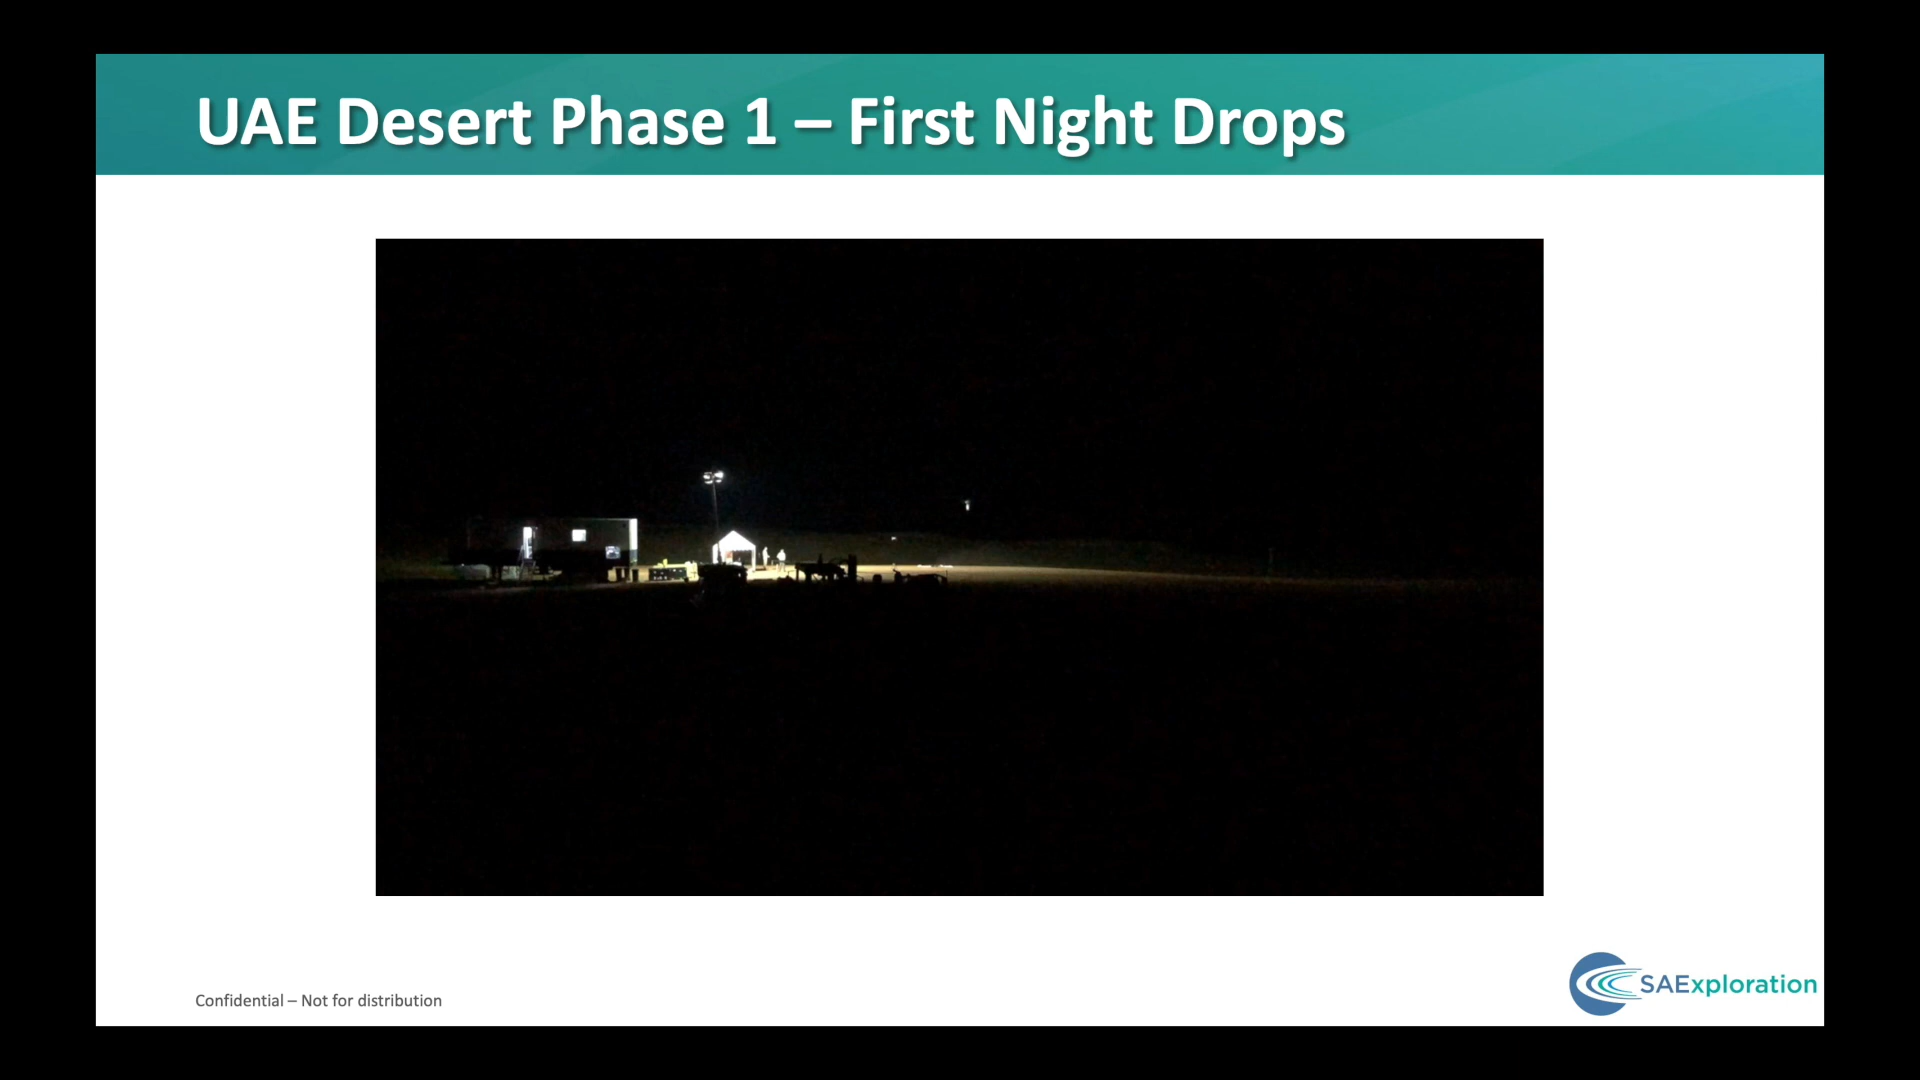 UAE Desert Phase 1 – First Night Drops
Confidential – Not for distribution
SAExploration